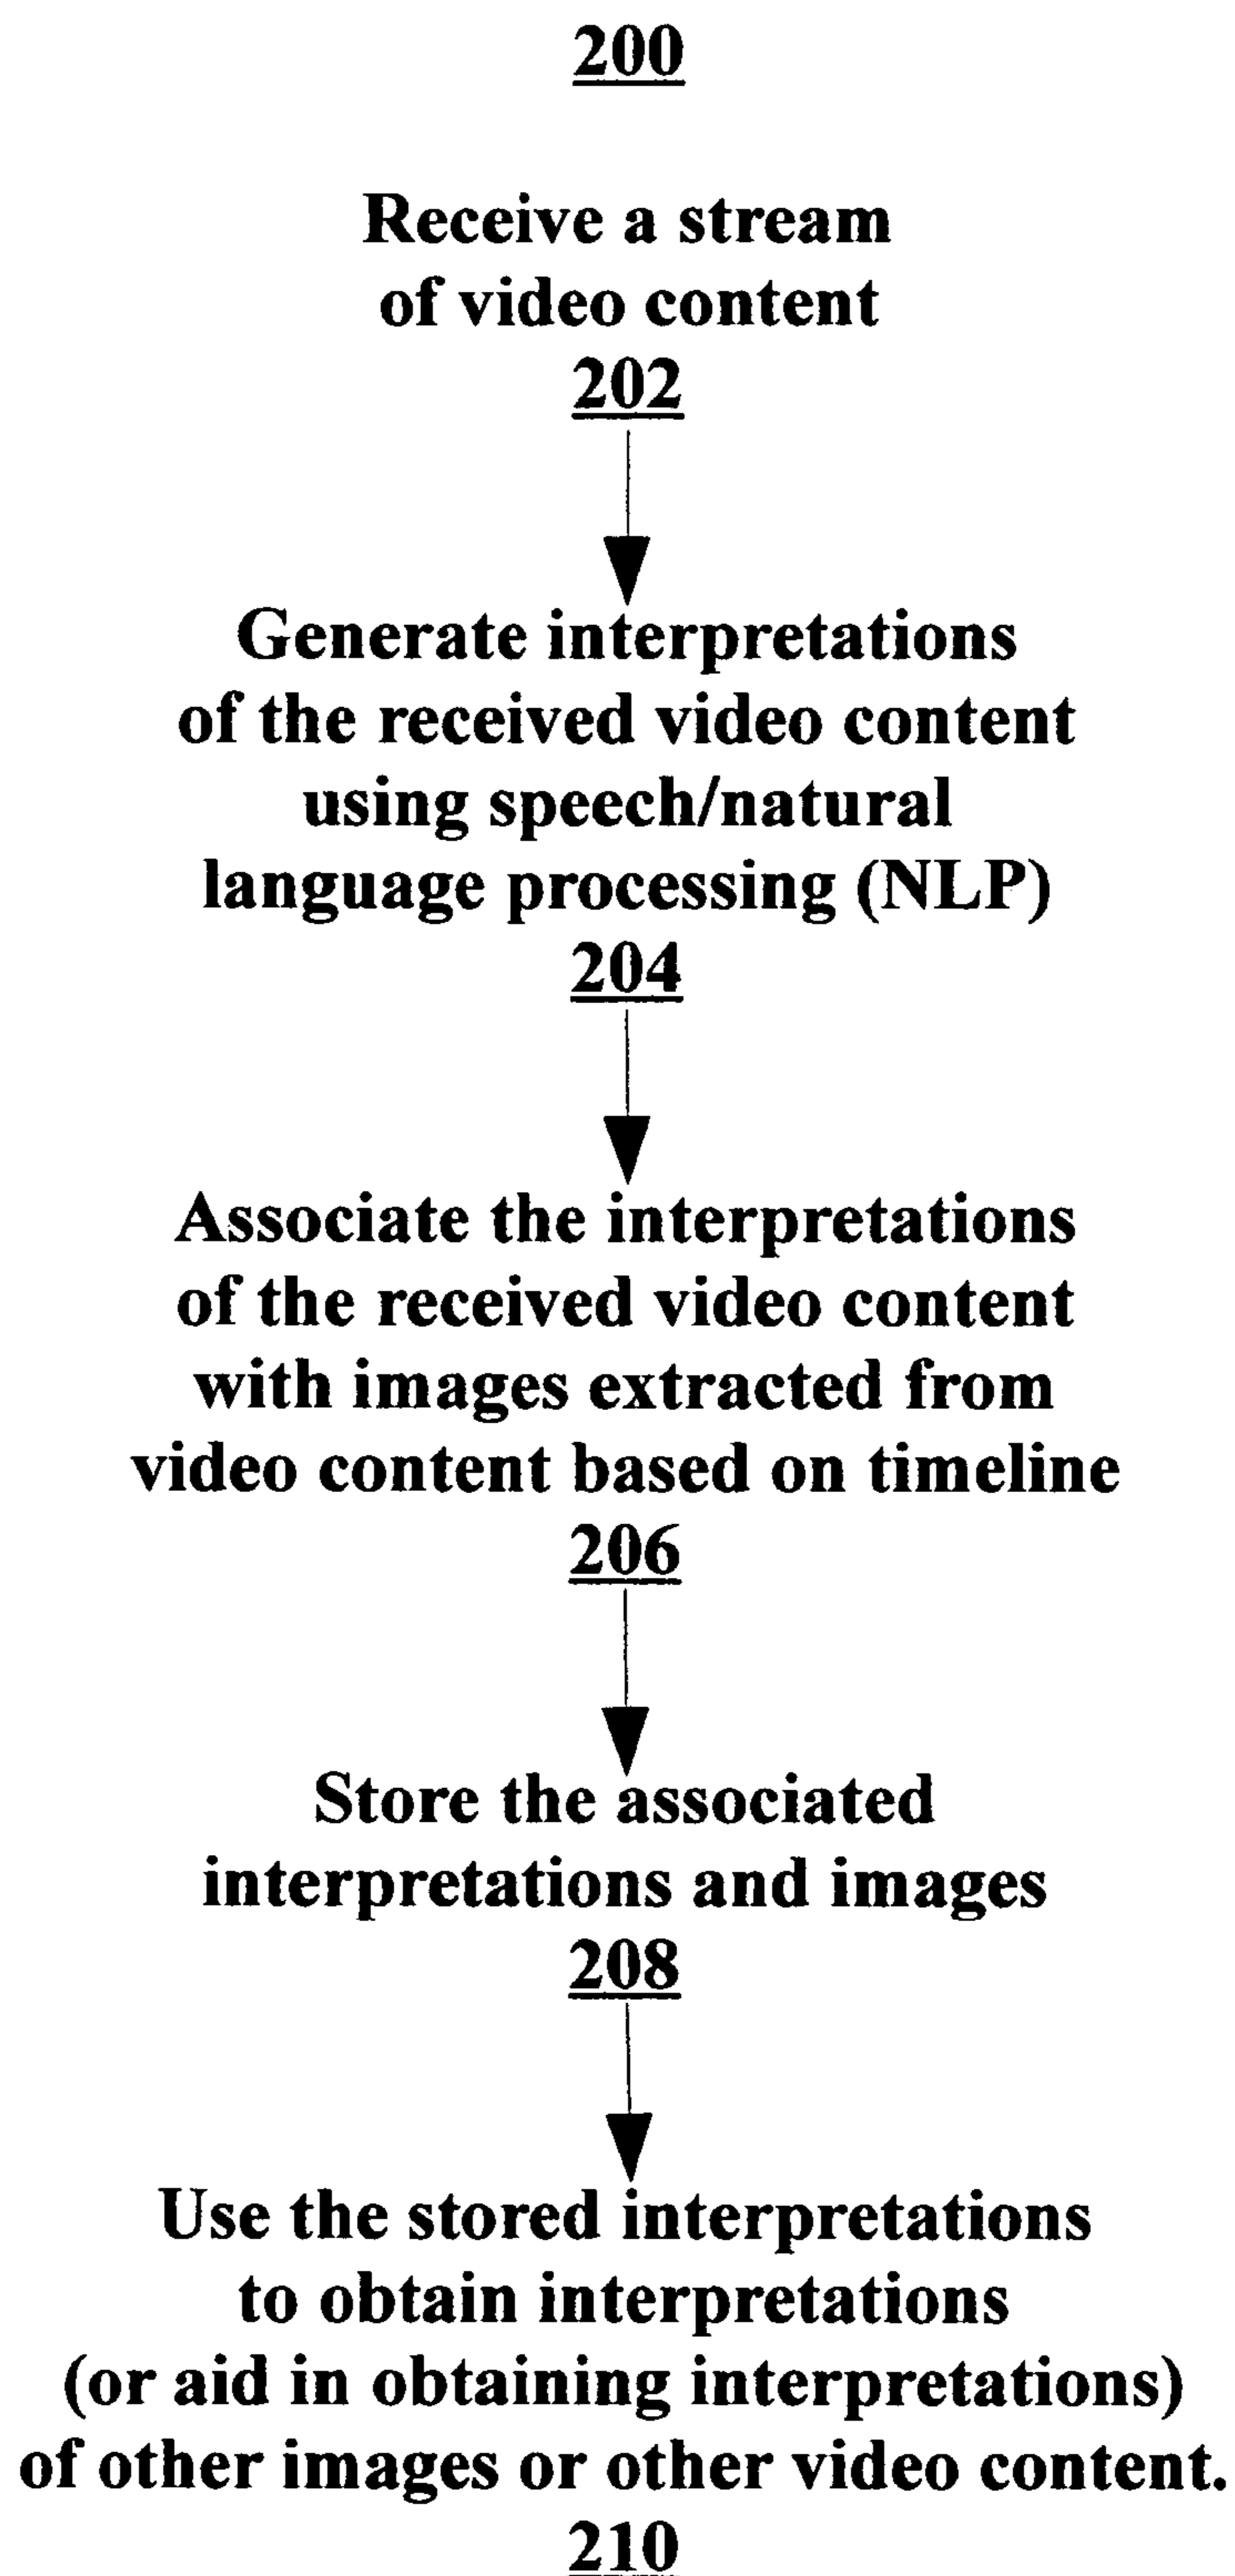 200
Receive a stream
of video content
202
Generate interpretations
of the received video content
using speech/natural
language processing (NLP)
204
Associate the interpretations
of the received video content
with images extracted from
video content based on timeline
206
Store the associated
interpretations and images
208
Use the stored interpretations
to obtain interpretations
(or aid in obtaining interpretations)
of other images or other video content.
210